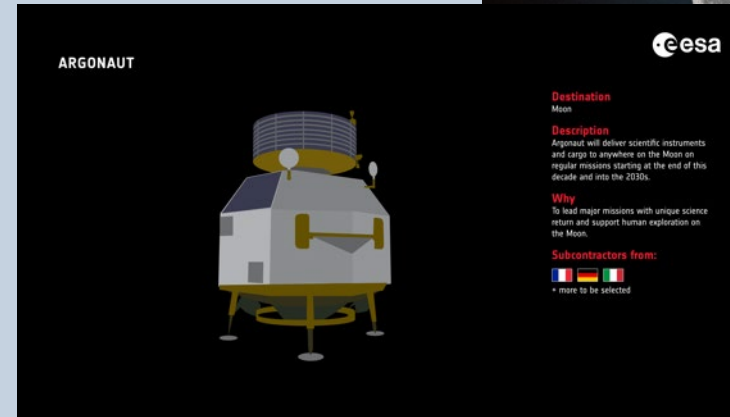 ARGONAUT
esa
Destination
Moon
Description
Argonaut will deliver scientific instruments
and cargo to anywhere on the Moon on
regular missions starting at the end of this
decade and into the 2030s.
Why
To lead major missions with unique science
return and support human exploration on
the Moon.
Subcontractors from:
+ more to be selected